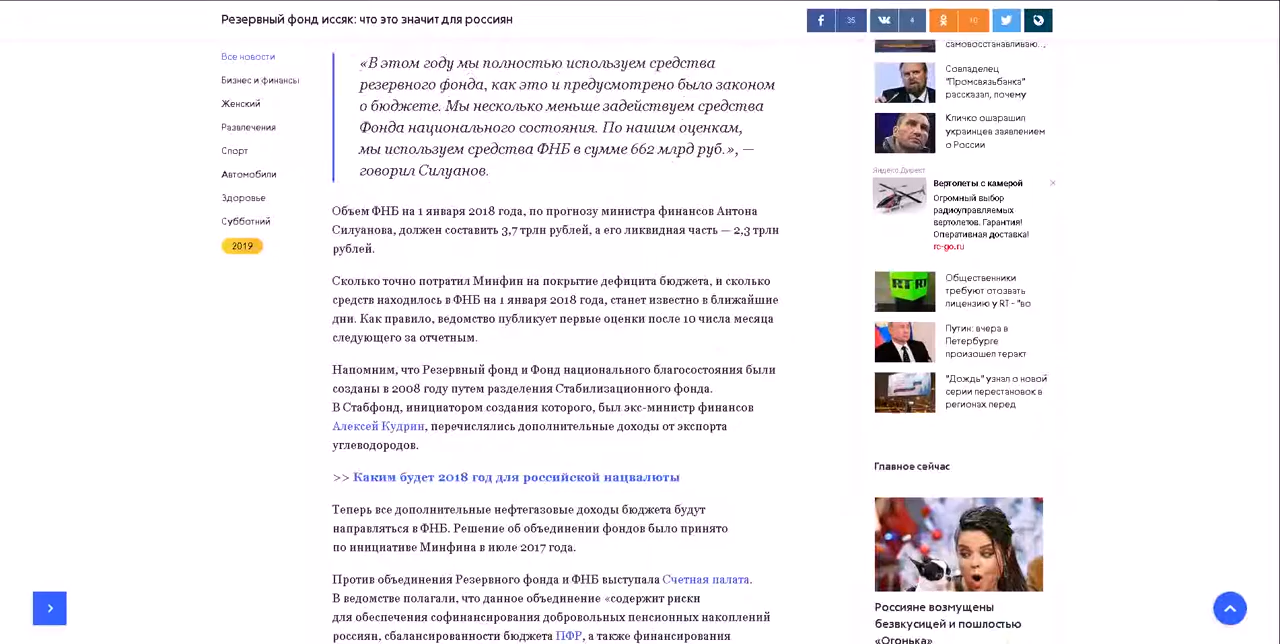 Резервный фонд иссяк: что это значит для россиян
35
4
10
Все новости
Бизнес и финансы
Женский
Развлечения
Спорт
Автомобили
Здоровье
Субботний
2019
«В этом году мы полностью используем средства
резервного фонда, как это и предусмотрено было законом
о бюджете. Мы несколько меньше задействуем средства
Фонда национального состояния. По нашим оценкам,
мы используем средства ФНБ в сумме 662 млрд руб.», —
говорил Силуанов.
Объем ФНБ на 1 января 2018 года, по прогнозу министра финансов Антона
Силуанова, должен составить 3,7 трлн рублей, а его ликвидная часть — 2,3 трлн
рублей.
Сколько точно потратил Минфин на покрытие дефицита бюджета, и сколько
средств находилось в ФНБ на 1 января 2018 года, станет известно в ближайшие
дни. Как правило, ведомство публикует первые оценки после 10 числа месяца
следующего за отчетным.
Напомним, что Резервный фонд и Фонд национального благосостояния были
созданы в 2008 году путем разделения Стабилизационного фонда.
В Стабфонд, инициатором создания которого, был экс-министр финансов
Алексей Кудрин, перечислялись дополнительные доходы от экспорта
углеводородов.
>> Каким будет 2018 год для российской нацвалюты
Теперь все дополнительные нефтегазовые доходы бюджета будут
направляться в ФНБ. Решение об объединении фондов было принято
по инициативе Минфина в июле 2017 года.
Против объединения Резервного фонда и ФНБ выступала Счетная палата.
В ведомстве полагали, что данное объединение «содержит риски
для обеспечения софинансирования добровольных пенсионных накоплений
россиян, сбалансированности бюджета ПФР, а также финансирования
самовосстанавливаю...
Совладелец
"Промсвязьбанка"
рассказал, почему
Кличко ошарашил
украинцев заявлением
о России
Яндекс.Директ
Вертолеты с камерой
Огромный выбор
радиоуправляемых
вертолетов. Гарантия!
Оперативная доставка!
rc-go.ru
RT RT
Общественники
требуют отозвать
лицензию у RT - "во
Путин: вчера в
Петербурге
произошел теракт
"Дождь" узнал о новой
серии перестановок в
регионах перед
Главное сейчас
Россияне возмущены
безвкусицей и пошлостью
«Огонька»